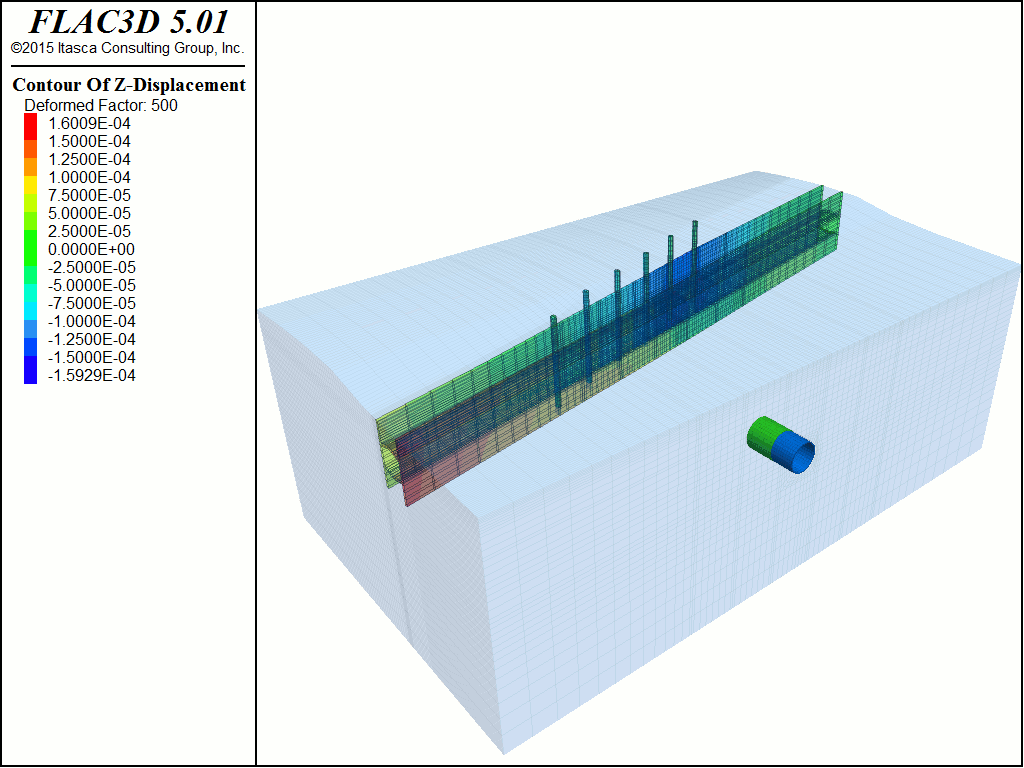 FLAC3D 5.01
©2015 Itasca Consulting Group, Inc.
Contour Of Z-Displacement
Deformed Factor: 500
1.6009E-04
1.5000E-04
1.2500E-04
1.0000E-04
7.5000E-05
5.0000E-05
2.5000E-05
0.0000E+00
-2.5000E-05
-5.0000E-05
-7.5000E-05
-1.0000E-04
-1.2500E-04
-1.5000E-04
-1.5929E-04